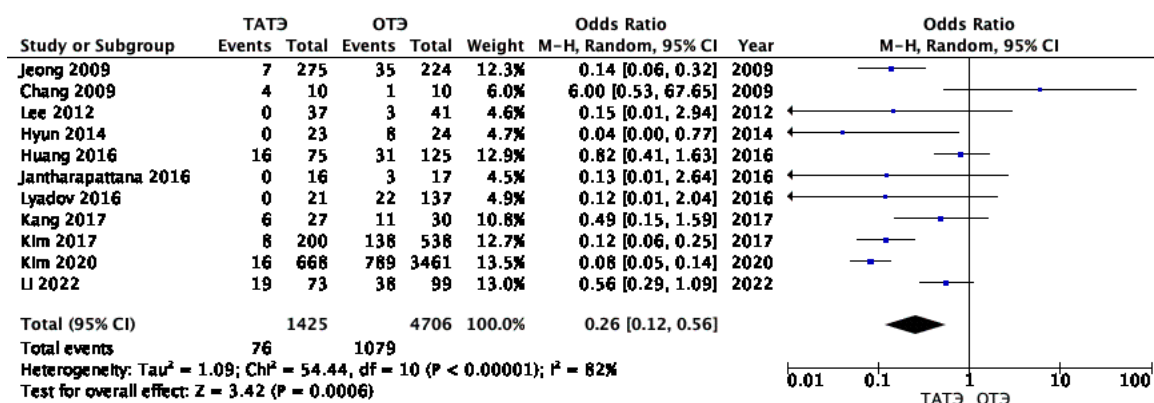 ТАТЭ ОТЭ Odds Ratio Odds Ratio
Study or Subgroup Events Total Events Total Weight M-H, Random, 95% CI Year M-H, Random, 95% CI
Jeong 2009 7 275 35 224 12.3% 0.14 [0.06, 0.32] 2009
Chang 2009 4 10 1 10 6.0% 6.00 [0.53, 67.65] 2009
Lee 2012 0 37 3 41 4.6% 0.15 [0.01, 2.94] 2012
Hyun 2014 0 23 8 24 4.7% 0.04 [0.00, 0.77] 2014
Huang 2016 16 75 31 125 12.9% 0.82 [0.41, 1.63] 2016
Jantharapattana 2016 0 16 3 17 4.5% 0.13 [0.01, 2.64] 2016
Lyadov 2016 0 21 22 137 4.9% 0.12 [0.01, 2.04] 2016
Kang 2017 6 27 11 30 10.8% 0.49 [0.15, 1.59] 2017
Kim 2017 8 200 138 538 12.7% 0.12 [0.06, 0.25] 2017
Kim 2020 16 668 789 3461 13.5% 0.08 [0.05, 0.14] 2020
LI 2022 19 73 38 99 13.0% 0.56 [0.29, 1.09] 2022
Total (95% CI) 1425 4706 100.0% 0.26 [0.12, 0.56]
Total events 76 1079
Heterogeneity: Tau² = 1.09; Chi² = 54.44, df = 10 (P < 0.00001); I² = 82%
Test for overall effect: Z = 3.42 (P = 0.0006)
0.01 0.1 1 10 100
ТАТЭ ОТЭ